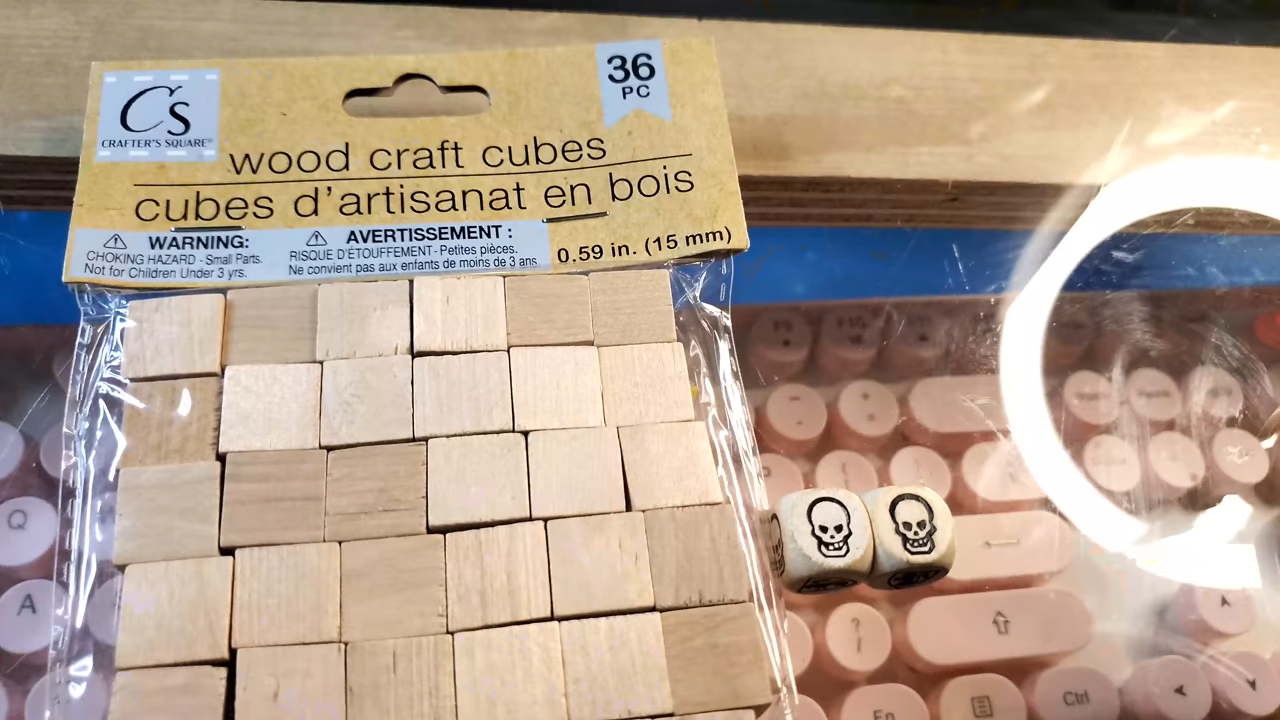 Cs
CRAFTER'S SQUARE®
36
PC
wood craft cubes
cubes d'artisanat en bois
WARNING:
CHOKING HAZARD - Small Parts.
Not for Children Under 3 yrs.
AVERTISSEMENT :
RISQUE D'ÉTOUFFEMENT - Petites pièces.
Ne convient pas aux enfants de moins de 3 ans.
0.59 in. (15 mm)
Q
A
?
/
Fn
Ctrl